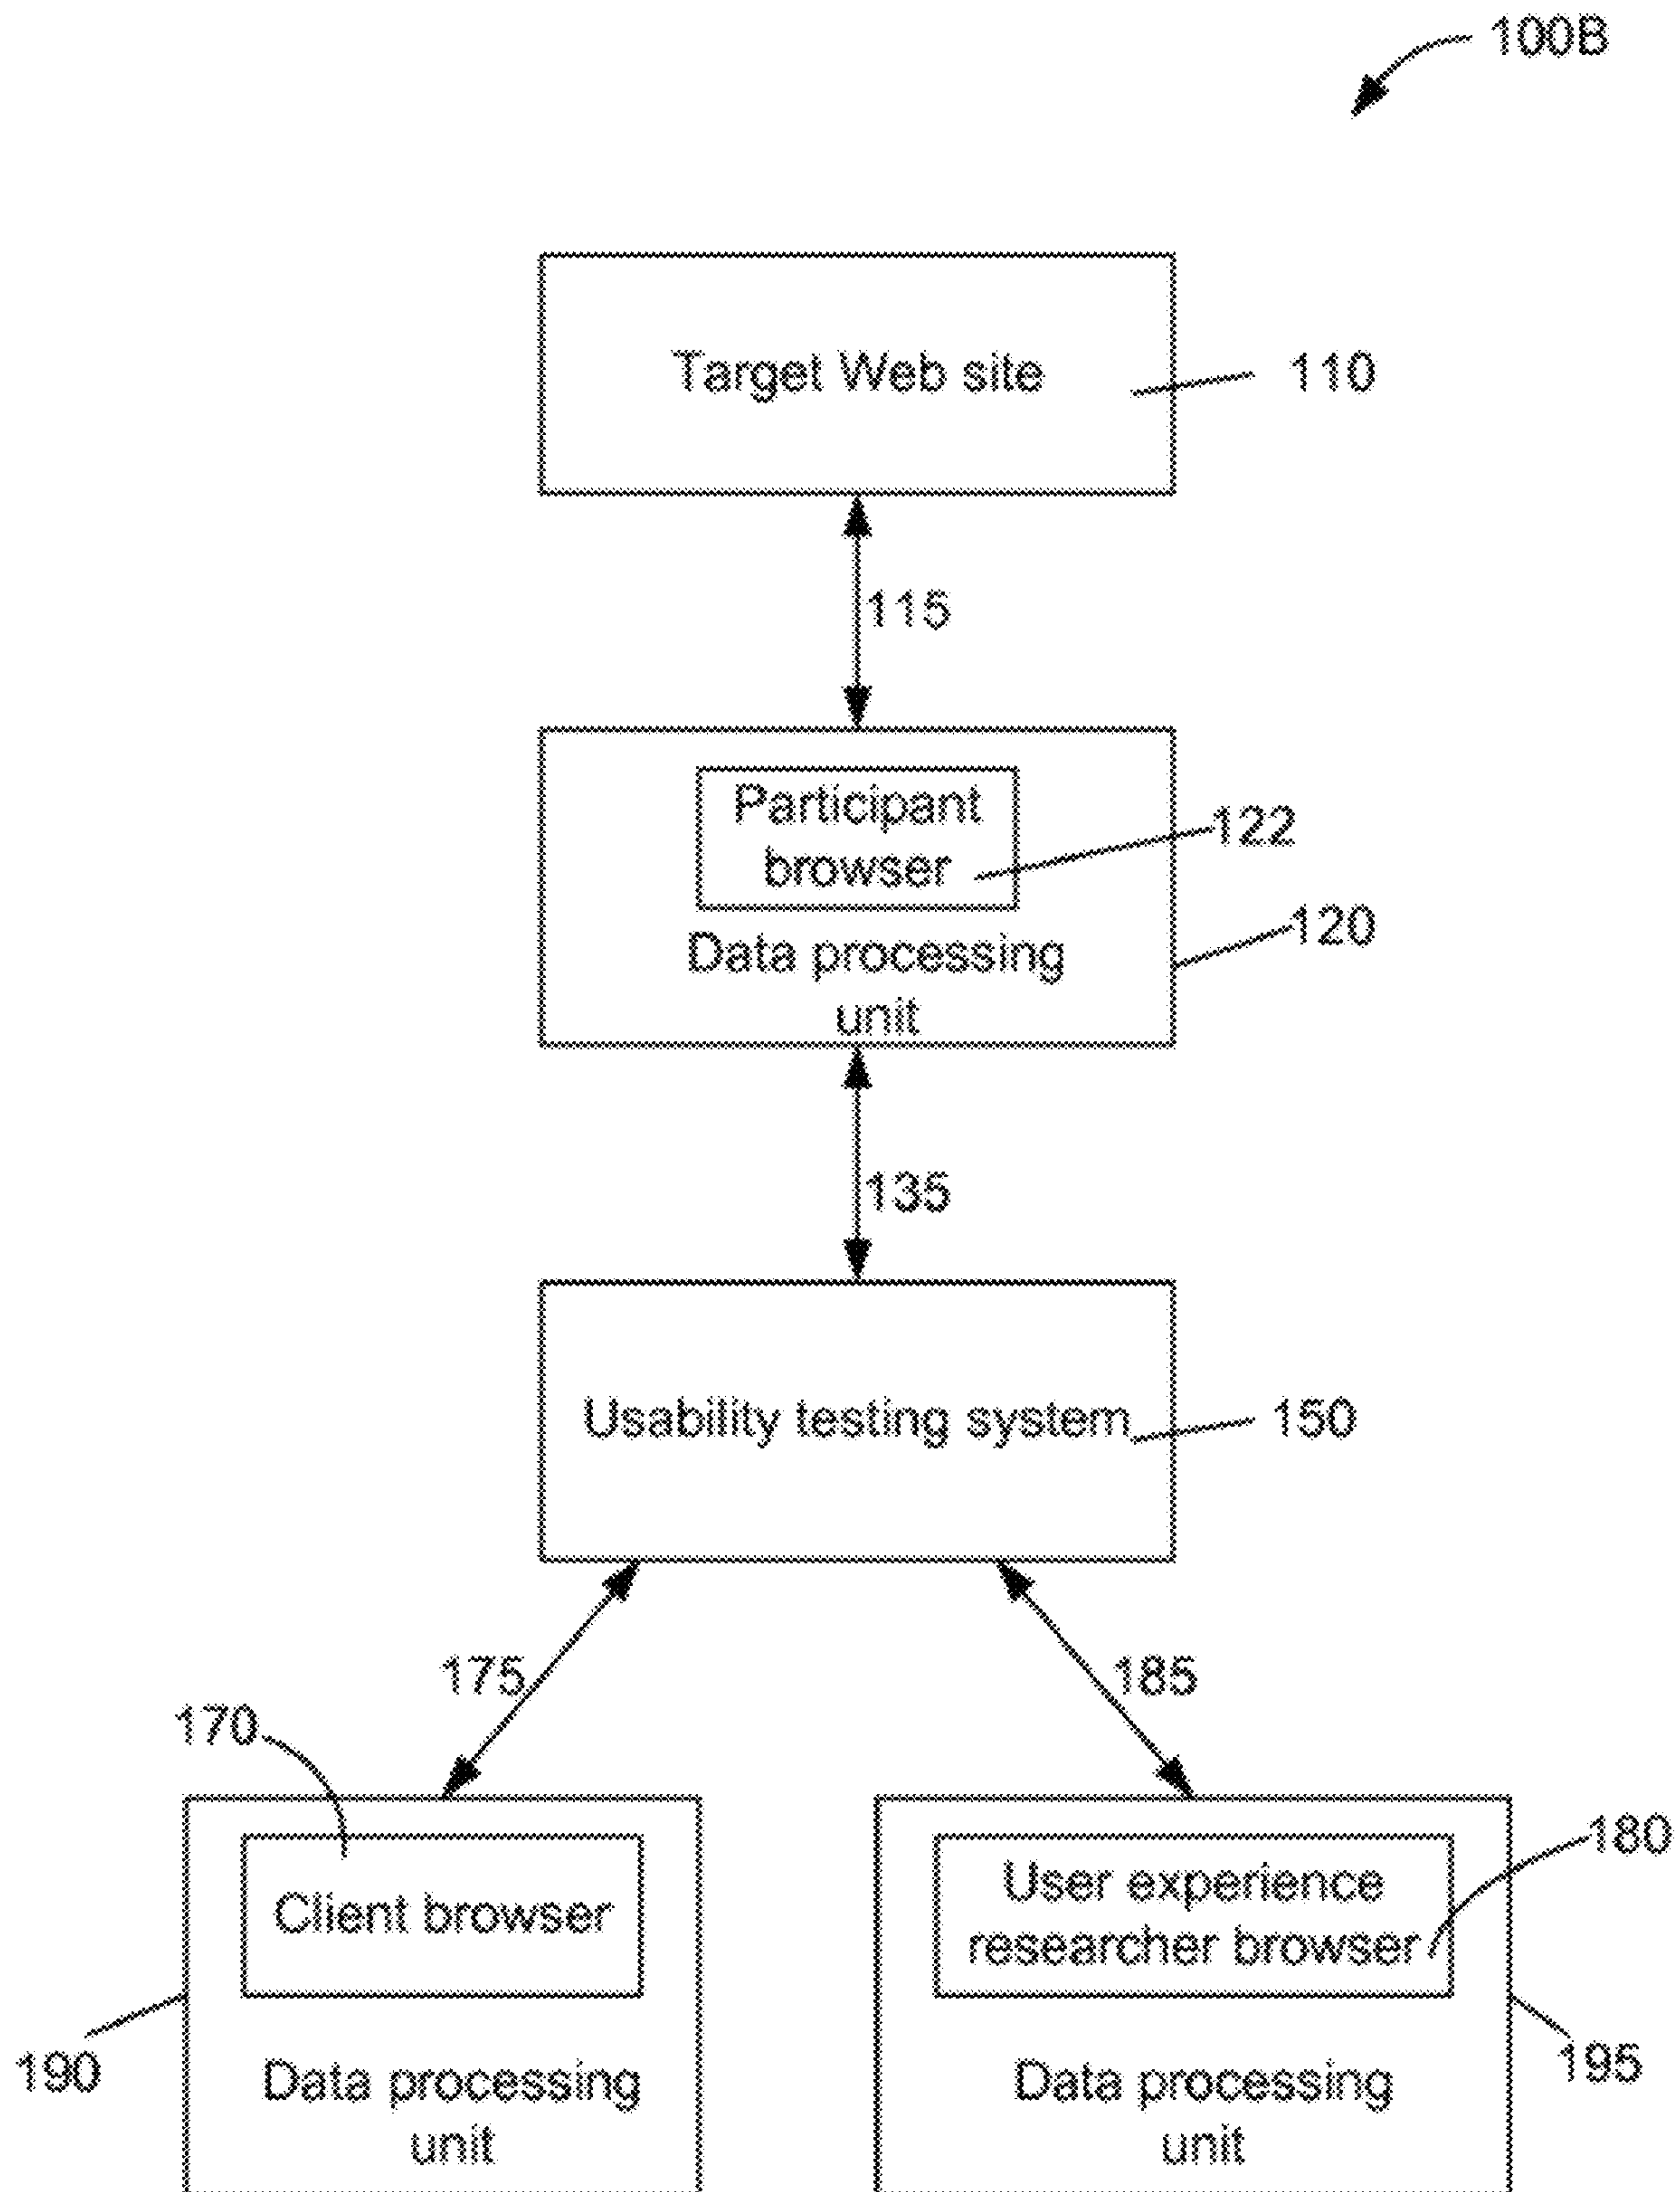 100B
Target Web site
110
115
Participant
browser
122
120
Data processing
unit
135
Usability testing system
150
175
185
170
180
Client browser
User experience
researcher browser
190
195
Data processing
unit
Data processing
unit